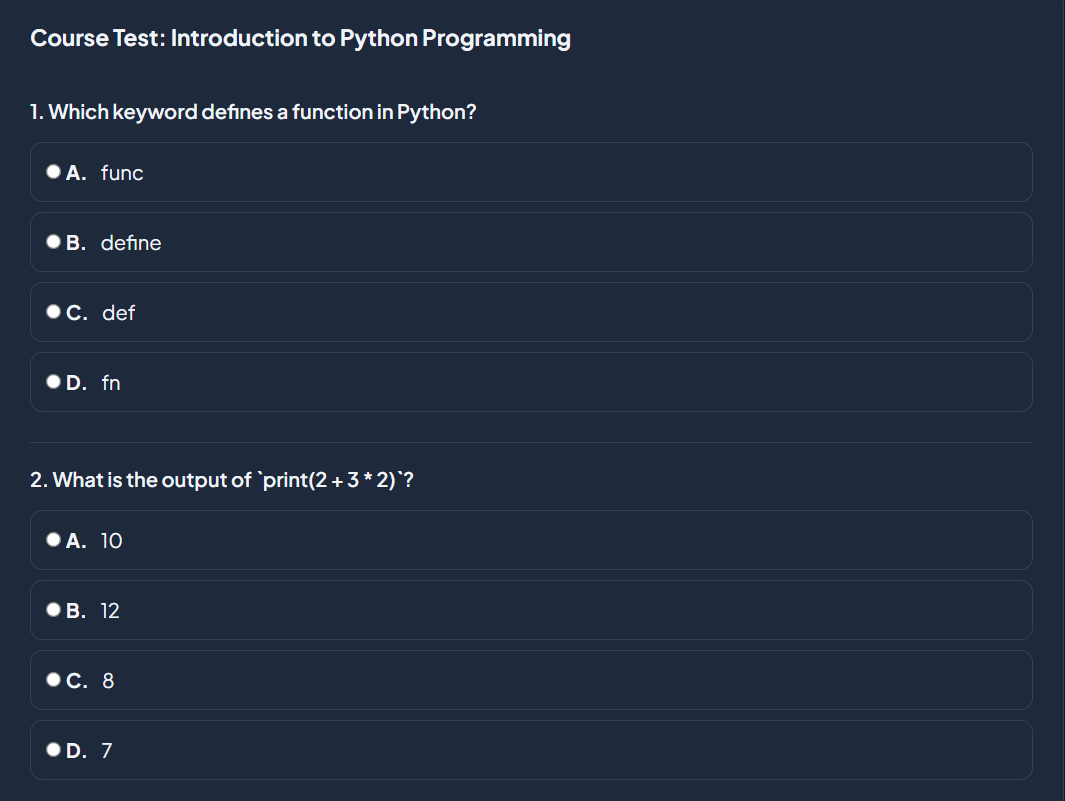 Course Test: Introduction to Python Programming
1. Which keyword defines a function in Python?
A. func
B. define
C. def
D. fn
2. What is the output of `print(2 + 3 * 2)`?
A. 10
B. 12
C. 8
D. 7